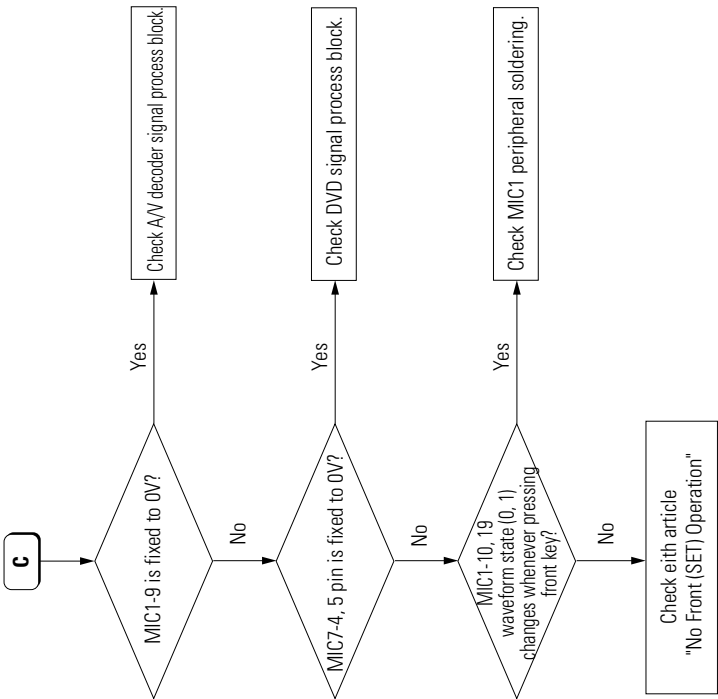 C
MIC1-9 is fixed to 0V?
Yes
Check A/V decoder signal process block.
No
MIC7-4, 5 pin is fixed to 0V?
Yes
Check DVD signal process block.
No
MIC1-10, 19
waveform state (0, 1)
changes whenever pressing
front key?
Yes
Check MIC1 peripheral soldering.
No
Check eith article
"No Front (SET) Operation"